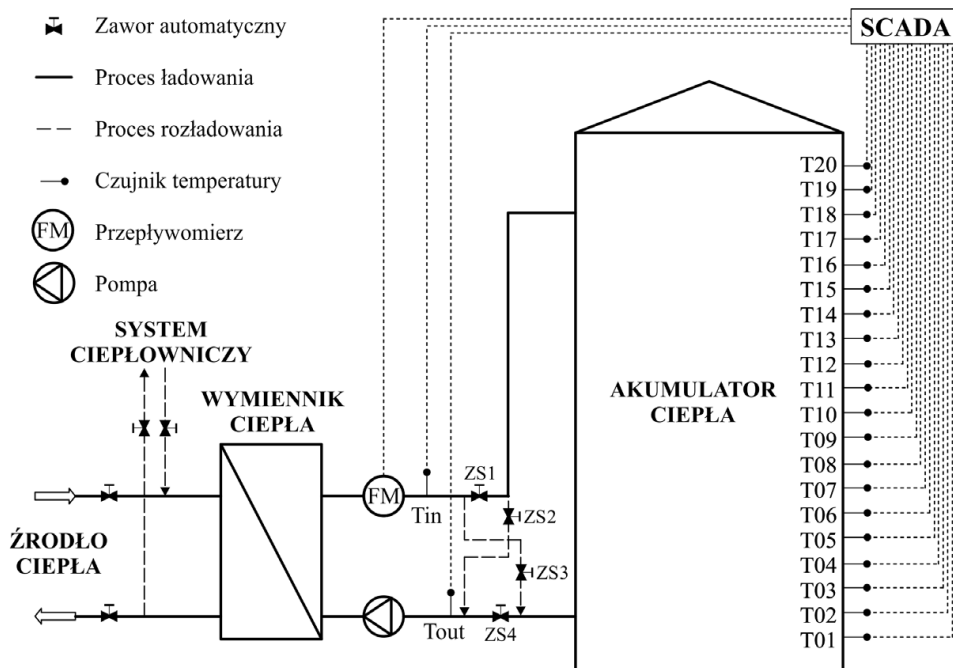 Zawor automatyczny
Proces ładowania
Proces rozładowania
Czujnik temperatury
FM
Przepływomierz
Pompa
SCADA
T20
T19
T18
T17
T16
T15
T14
T13
T12
T11
T10
T09
T08
T07
T06
T05
T04
T03
T02
T01
SYSTEM
CIEPŁOWNICZY
WYMIENNIK
CIEPŁA
AKUMULATOR
CIEPŁA
ŹRODŁO
CIEPŁA
FM
Tin
ZS1
ZS2
ZS3
Tout
ZS4